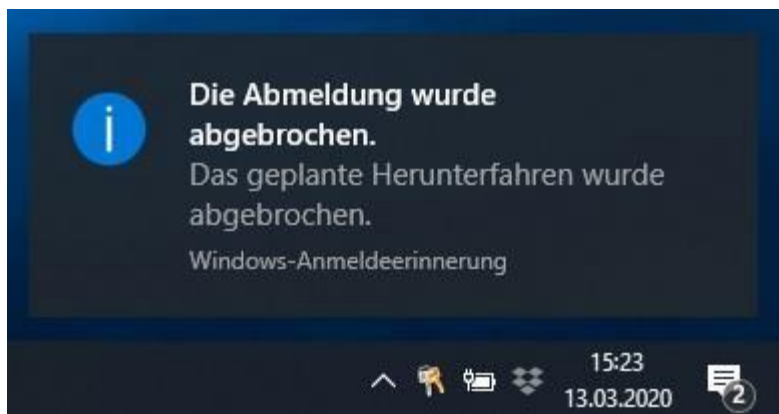 Die Abmeldung wurde
abgebrochen.
Das geplante Herunterfahren wurde
abgebrochen.
Windows-Anmeldeerinnerung
15:23
13.03.2020
2